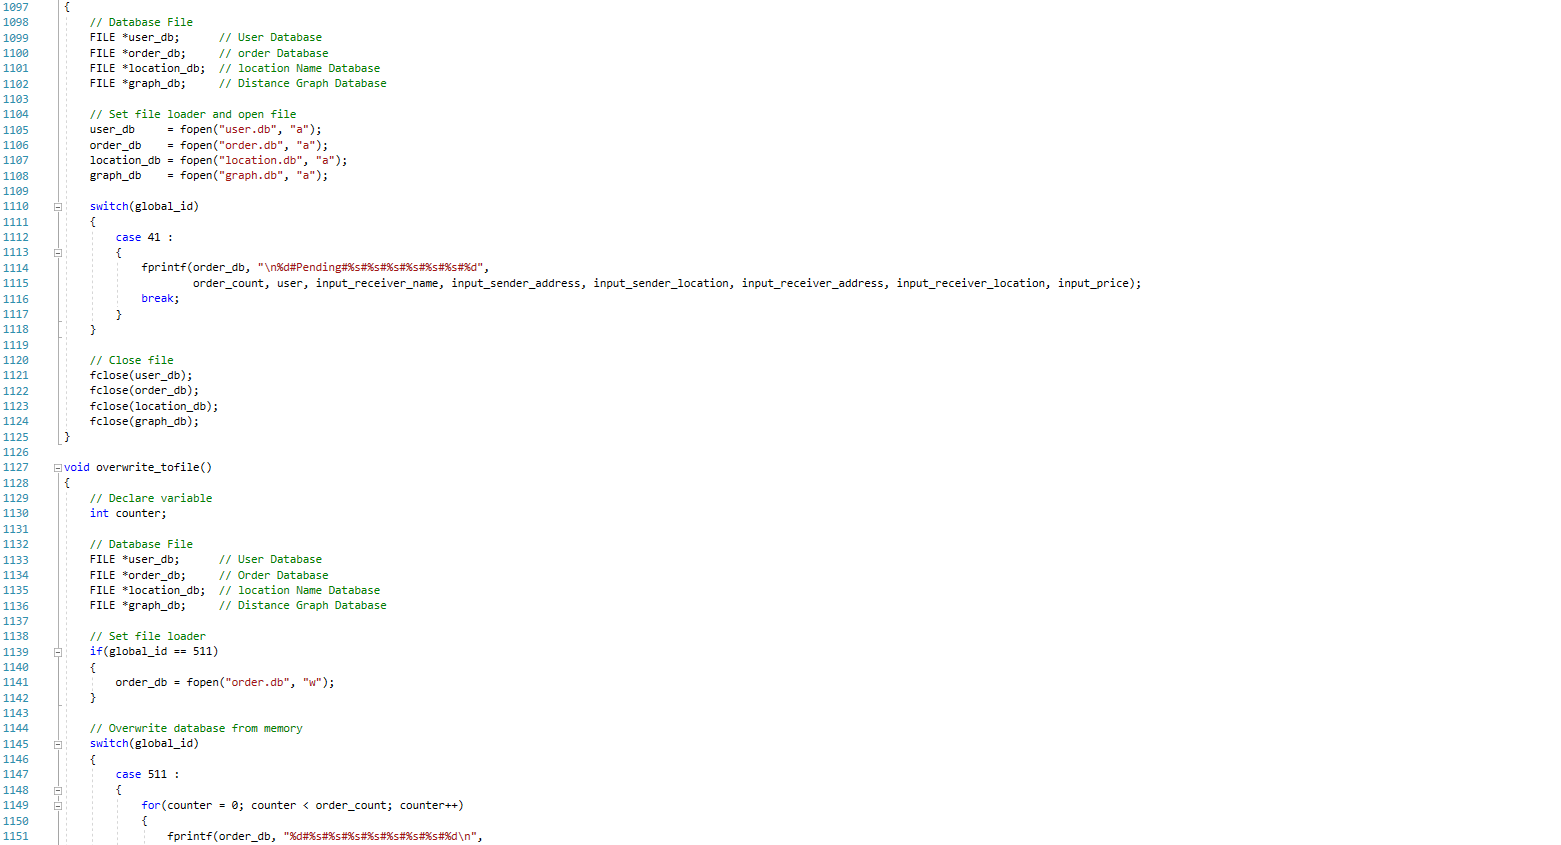 1097 {
1098 // Database File
1099 FILE *user_db; // User Database
1100 FILE *order_db; // order Database
1101 FILE *location_db; // location Name Database
1102 FILE *graph_db; // Distance Graph Database
1103
1104 // Set file loader and open file
1105 user_db = fopen("user.db", "a");
1106 order_db = fopen("order.db", "a");
1107 location_db = fopen("location.db", "a");
1108 graph_db = fopen("graph.db", "a");
1109
1110 switch(global_id)
1111 {
1112 case 41 :
1113 {
1114 fprintf(order_db, "\n%d#Pending#%s#%s#%s#%s#%s#%s#%d",
1115 order_count, user, input_receiver_name, input_sender_address, input_sender_location, input_receiver_address, input_receiver_location, input_price);
1116 break;
1117 }
1118 }
1119
1120 // Close file
1121 fclose(user_db);
1122 fclose(order_db);
1123 fclose(location_db);
1124 fclose(graph_db);
1125 }
1126
1127 void overwrite_tofile()
1128 {
1129 // Declare variable
1130 int counter;
1131
1132 // Database File
1133 FILE *user_db; // User Database
1134 FILE *order_db; // Order Database
1135 FILE *location_db; // location Name Database
1136 FILE *graph_db; // Distance Graph Database
1137
1138 // Set file loader
1139 if(global_id == 511)
1140 {
1141 order_db = fopen("order.db", "w");
1142 }
1143
1144 // Overwrite database from memory
1145 switch(global_id)
1146 {
1147 case 511 :
1148 {
1149 for(counter = 0; counter < order_count; counter++)
1150 {
1151 fprintf(order_db, "%d#%s#%s#%s#%s#%s#%s#%s#%d\n",